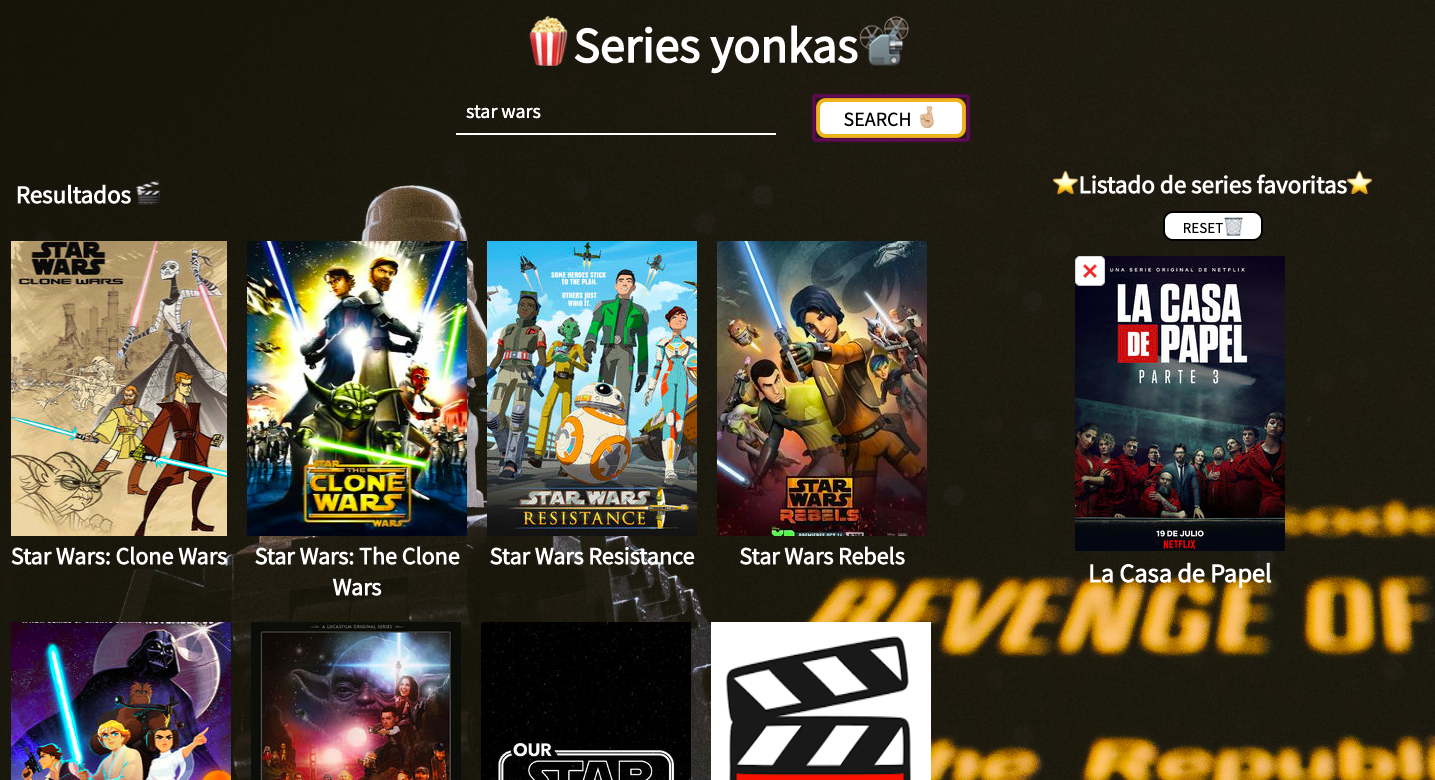 Series yonkas
star wars
SEARCH
Resultados
Listado de series favoritas
RESET
STAR
WARS
CLONE WARS
STAR
THE
CLONE
WARS
WARS
SOME HEROES STICK
TO THE PLAN.
OTHERS JUST
WING IT.
STAR WARS
RESISTANCE
STAR
WARS
REBELS
XD
UNA SERIE ORIGINAL DE NETFLIX
LA CASA
DE PAPEL
PARTE 3
19 DE JULIO
NETFLIX
Star Wars: Clone Wars
Star Wars: The Clone
Wars
Star Wars Resistance
Star Wars Rebels
La Casa de Papel
REVENGE OF
A LUCASFILM ORIGINAL SERIES
OUR
STAR
the Republi